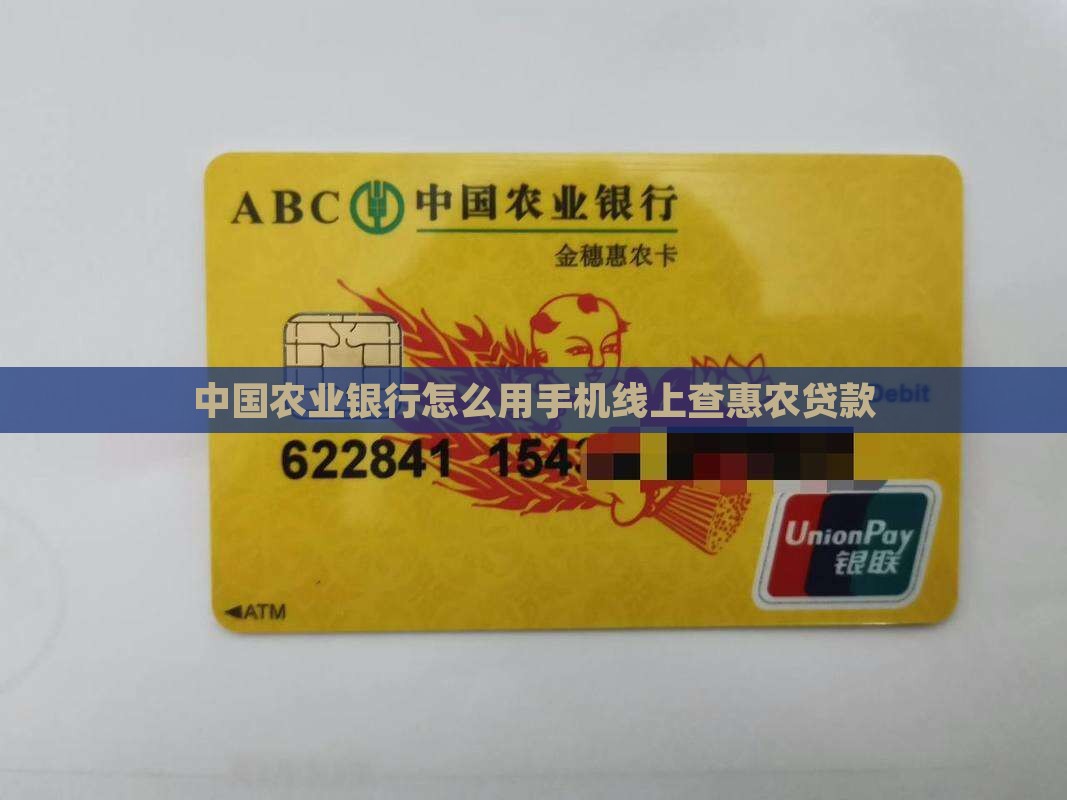 ABC 中国农业银行
金穗惠农卡
中国农业银行怎么用手机线上查惠农贷款
Debit
622841 154
UnionPay
银联
◀ATM